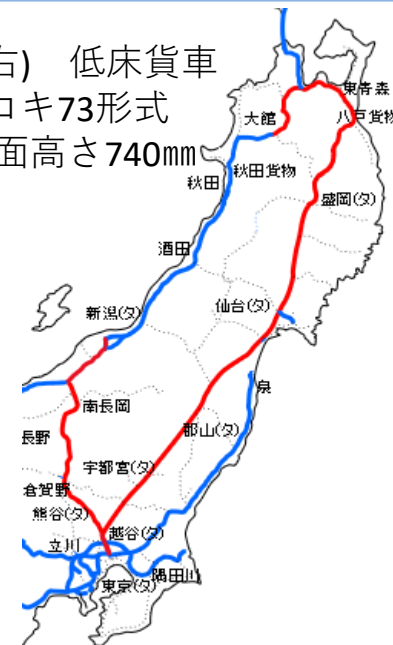 右)　低床貨車
コキ73形式
面高さ740㎜
東青森
大館
八戸貨物
秋田貨物
秋田
盛岡(タ)
酒田
仙台(タ)
新潟(タ)
泉
南長岡
郡山(タ)
長野
宇都宮(タ)
倉賀野
熊谷(タ)
越谷(タ)
立川
隅田川
東京(タ)